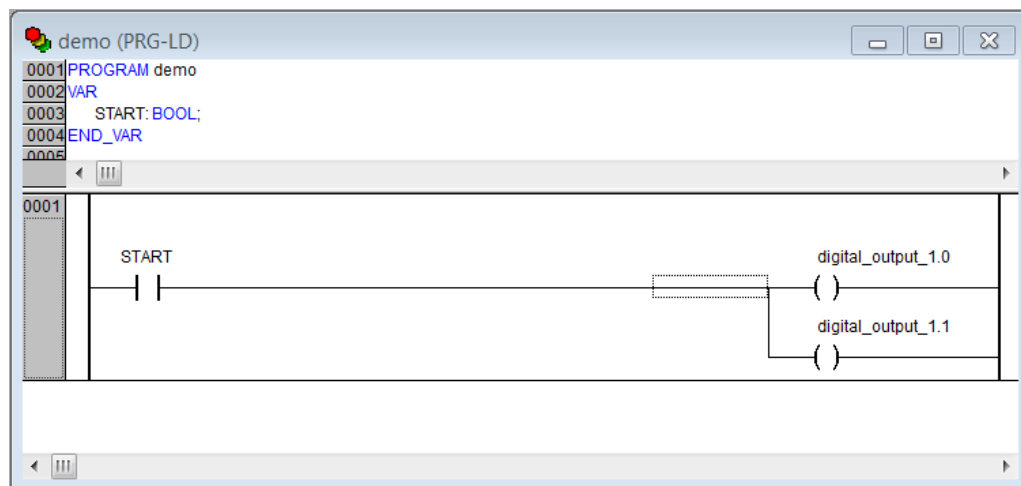 demo (PRG-LD)
0001 PROGRAM demo
0002 VAR
0003 START: BOOL;
0004 END_VAR
0005
0001
START
digital_output_1.0
digital_output_1.1